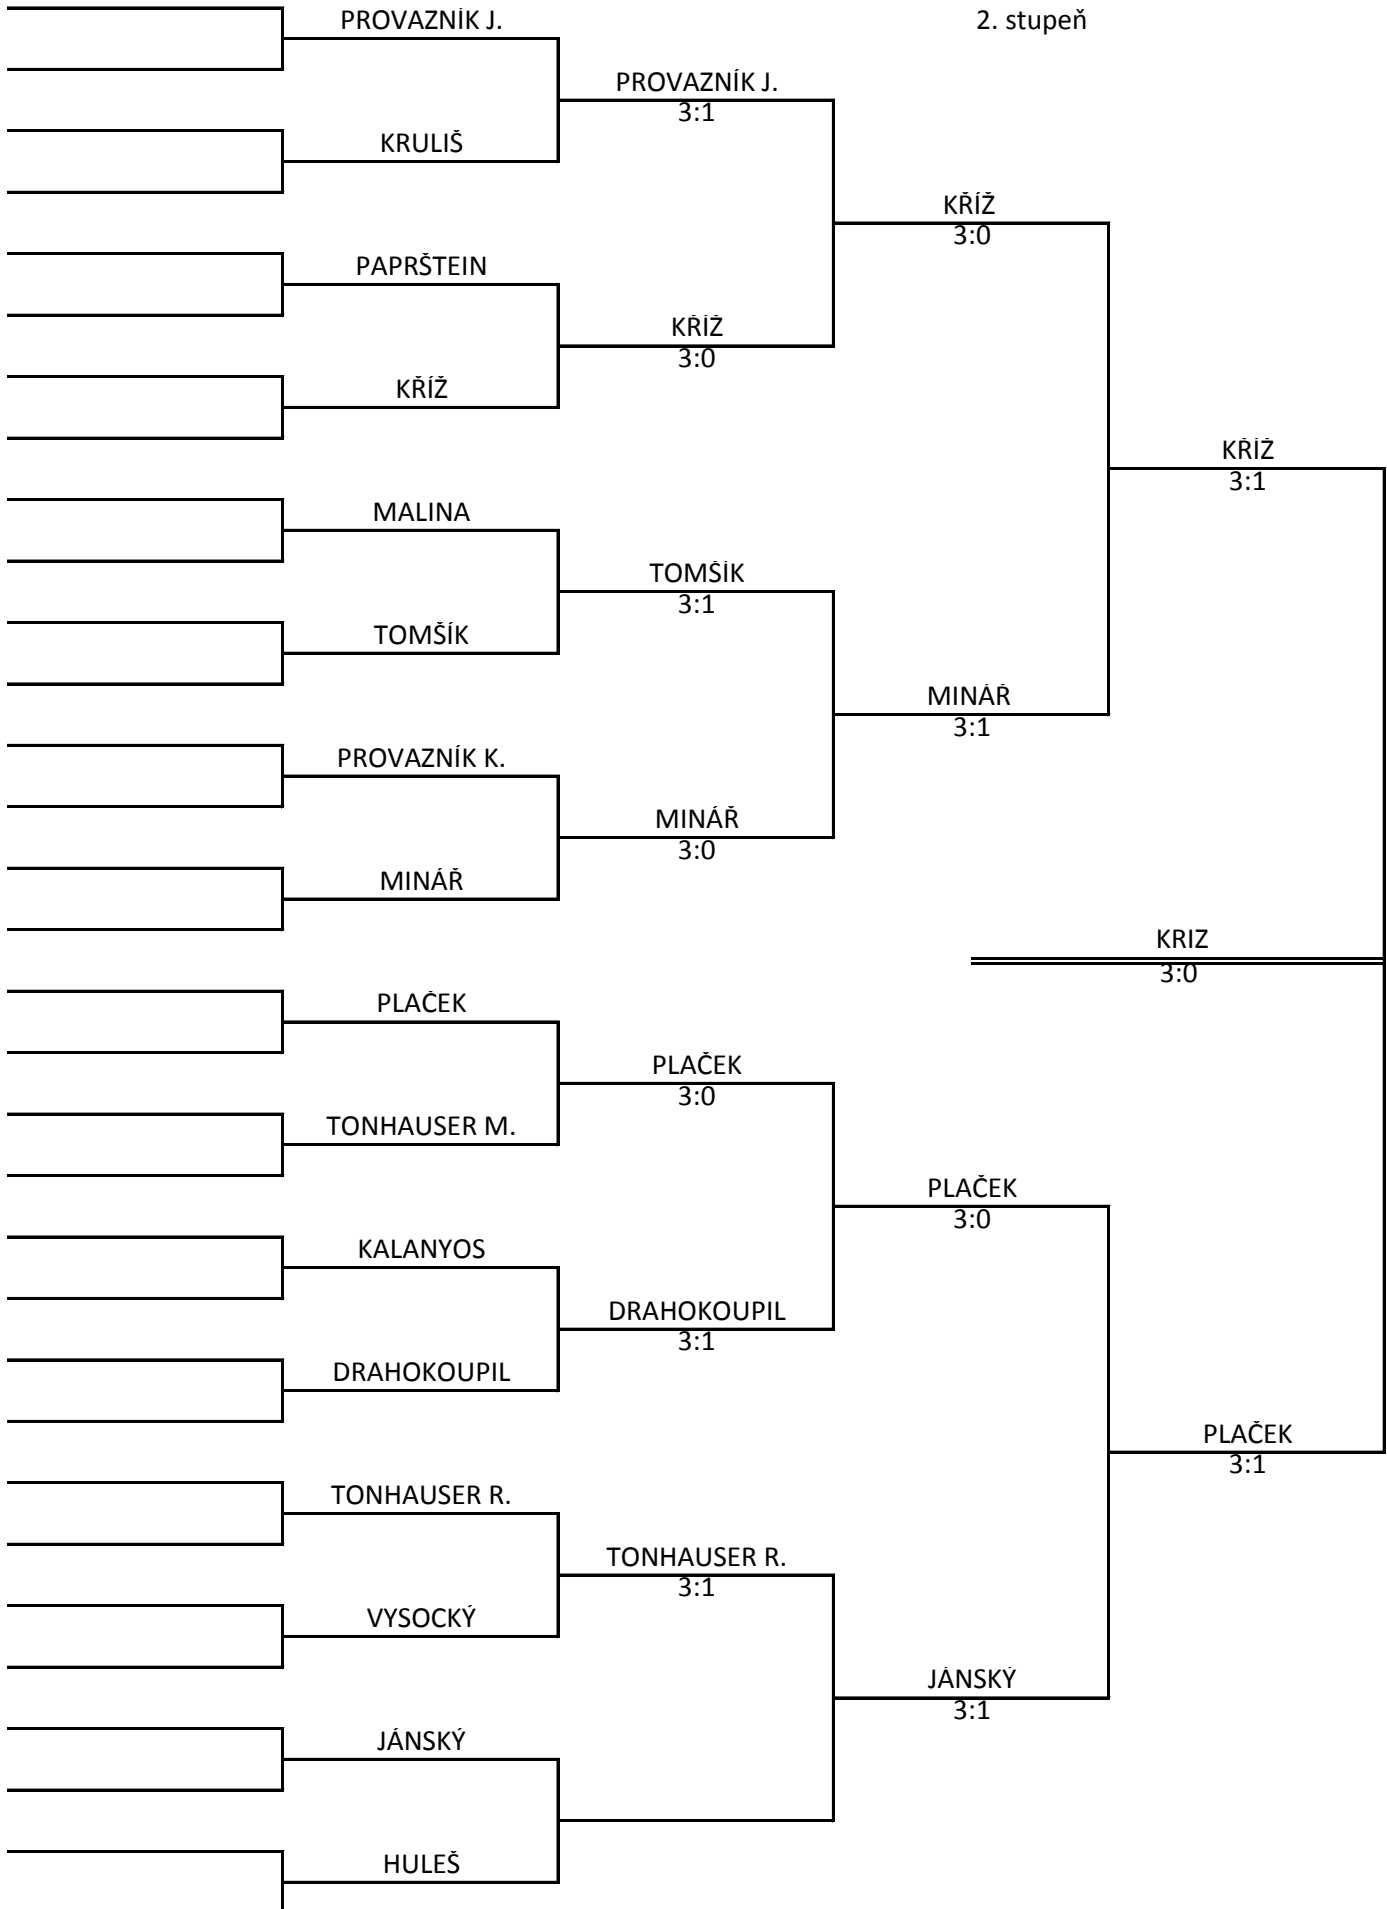 PROVAZNÍK J.
2. stupeň
PROVAZNÍK J.
3:1
KRULIŠ
KŘÍŽ
3:0
PAPRŠTEIN
KŘÍŽ
3:0
KŘÍŽ
KŘÍŽ
3:1
MALINA
TOMŠÍK
3:1
TOMŠÍK
MINÁŘ
3:1
PROVAZNÍK K.
MINÁŘ
3:0
MINÁŘ
KRIZ
3:0
PLAČEK
PLAČEK
3:0
TONHAUSER M.
PLAČEK
3:0
KALANYOS
DRAHOKOUPIL
3:1
DRAHOKOUPIL
PLAČEK
3:1
TONHAUSER R.
TONHAUSER R.
3:1
VYSOCKÝ
JÁNSKÝ
3:1
JÁNSKÝ
HULEŠ